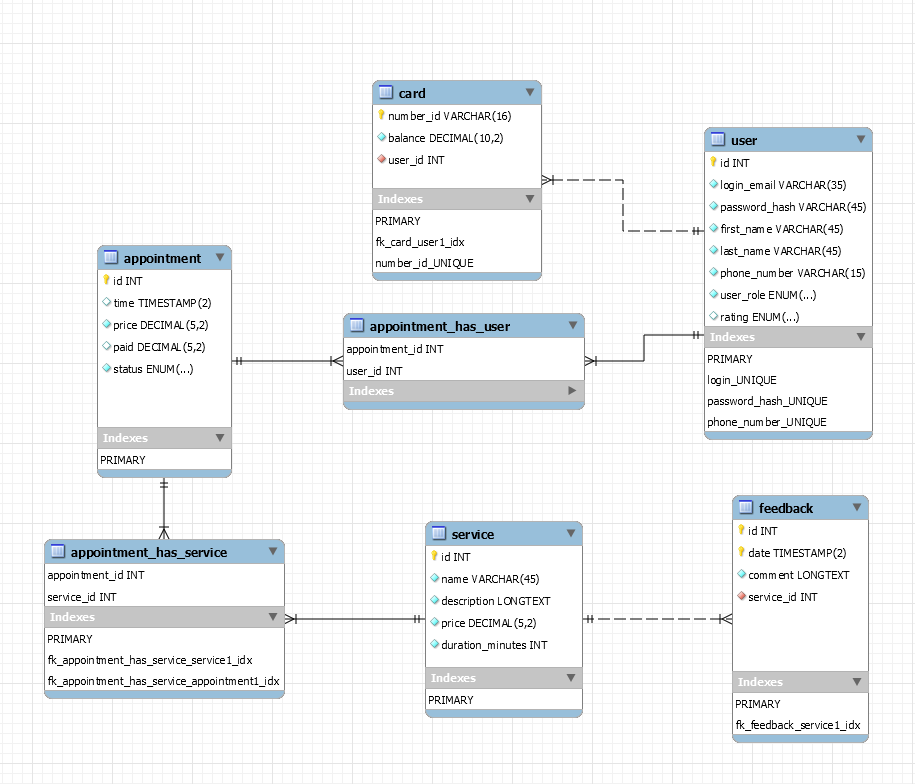 card
number_id VARCHAR(16)
balance DECIMAL(10,2)
user_id INT
Indexes
PRIMARY
fk_card_user1_idx
number_id_UNIQUE
user
id INT
login_email VARCHAR(35)
password_hash VARCHAR(45)
first_name VARCHAR(45)
last_name VARCHAR(45)
phone_number VARCHAR(15)
user_role ENUM(...)
rating ENUM(...)
Indexes
PRIMARY
login_UNIQUE
password_hash_UNIQUE
phone_number_UNIQUE
appointment
id INT
time TIMESTAMP(2)
price DECIMAL(5,2)
paid DECIMAL(5,2)
status ENUM(...)
Indexes
PRIMARY
appointment_has_user
appointment_id INT
user_id INT
Indexes
appointment_has_service
appointment_id INT
service_id INT
Indexes
PRIMARY
fk_appointment_has_service_service1_idx
fk_appointment_has_service_appointment1_idx
service
id INT
name VARCHAR(45)
description LONGTEXT
price DECIMAL(5,2)
duration_minutes INT
Indexes
PRIMARY
feedback
id INT
date TIMESTAMP(2)
comment LONGTEXT
service_id INT
Indexes
PRIMARY
fk_feedback_service1_idx